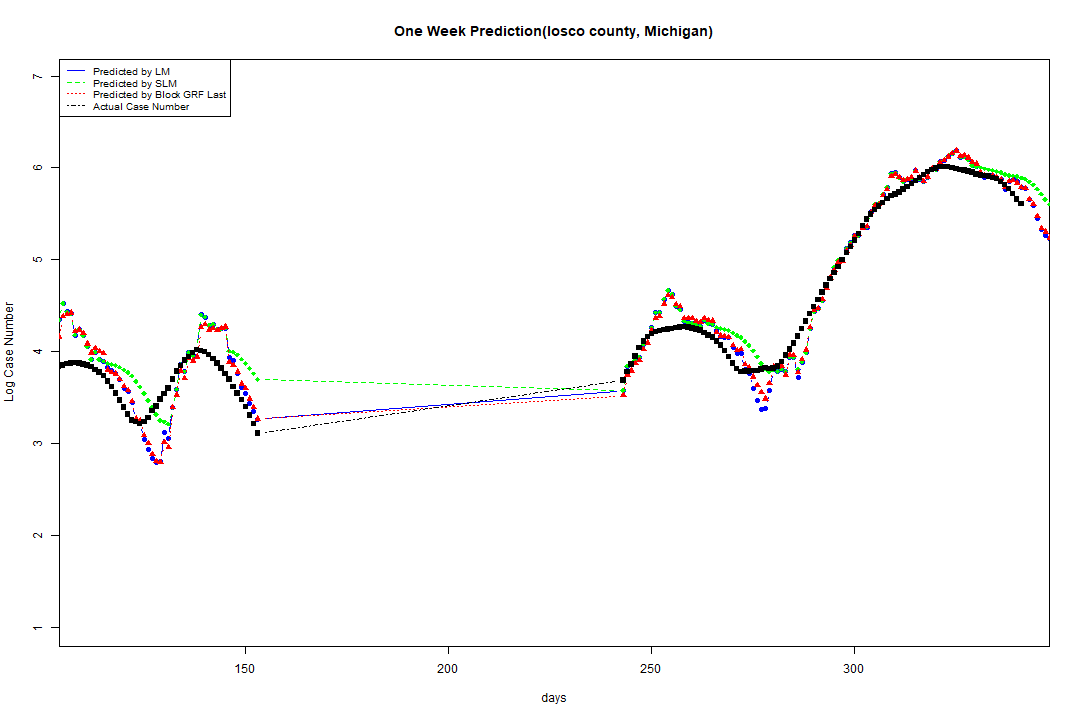 One Week Prediction(Iosco county, Michigan)
Predicted by LM
Predicted by SLM
Predicted by Block GRF Last
Actual Case Number
Log Case Number
7
6
5
4
3
2
1
150
200
250
300
days